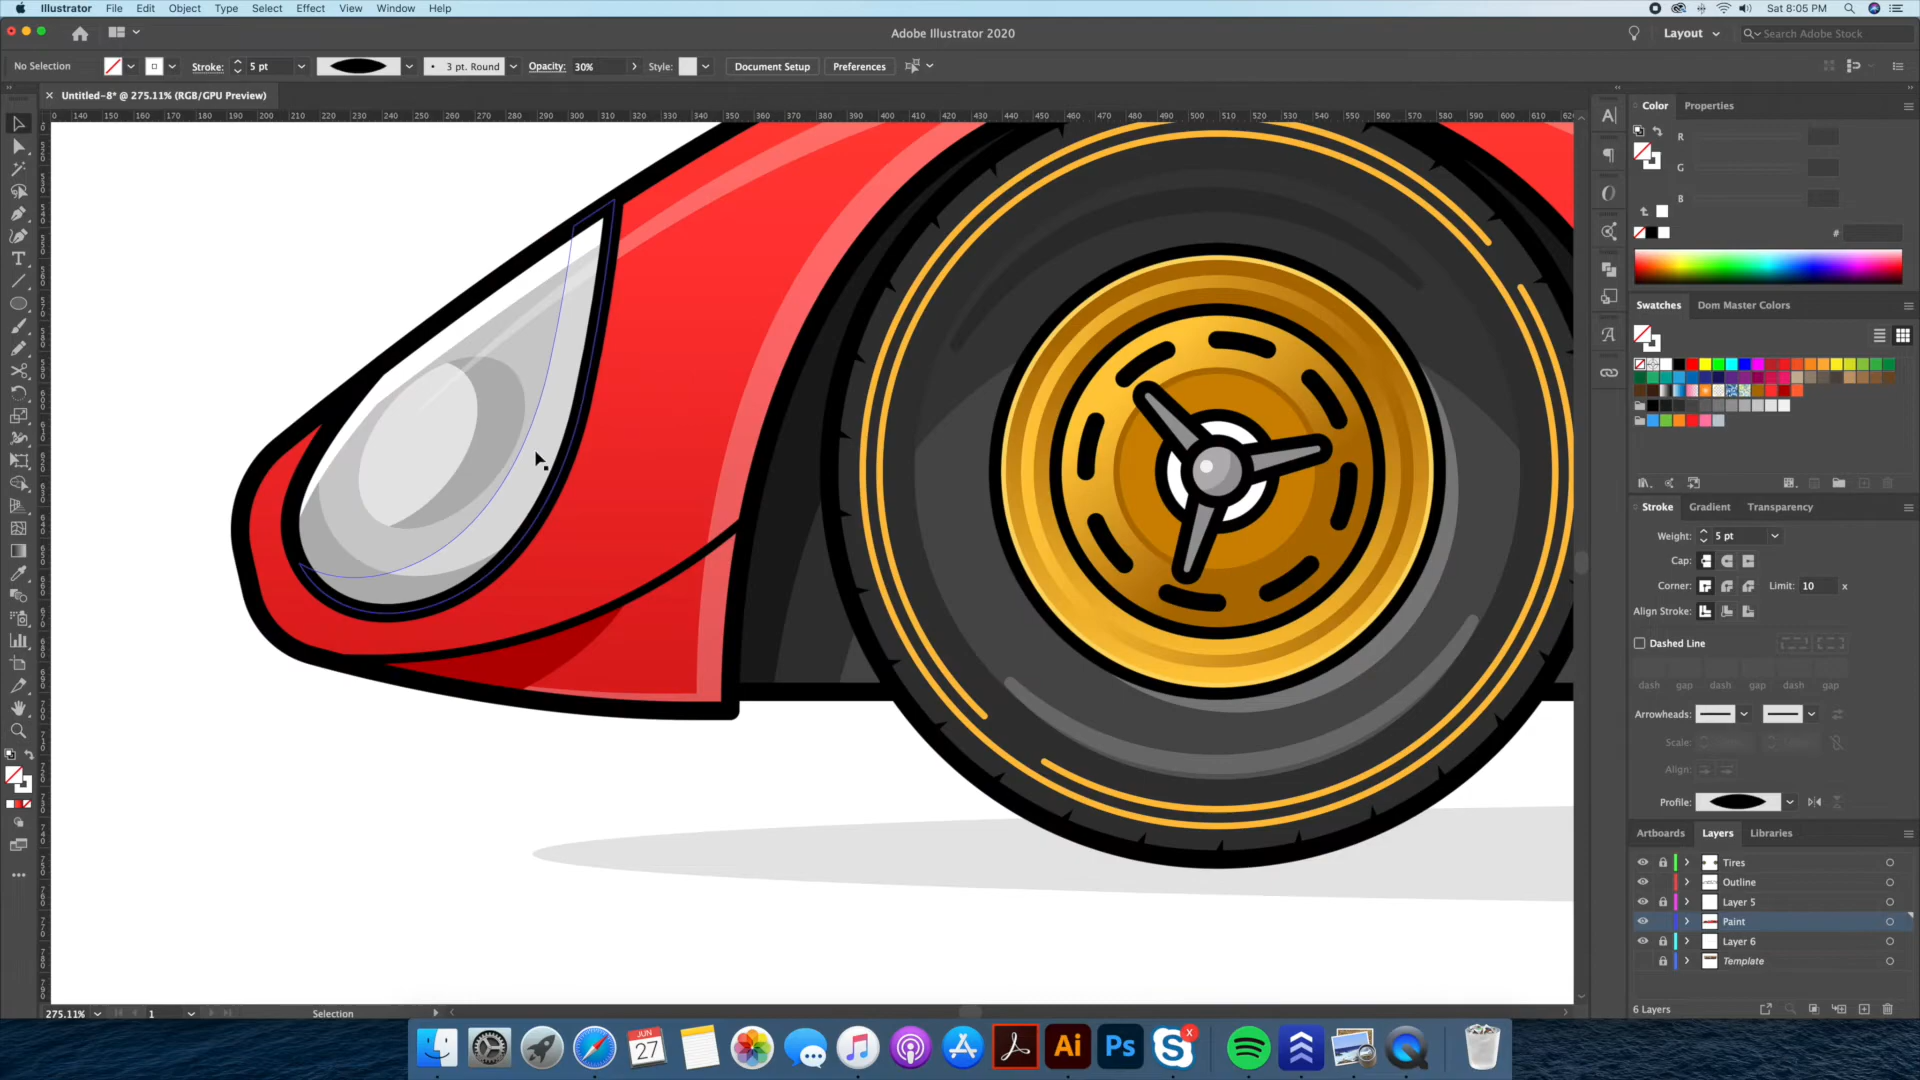 Illustrator File Edit Object Type Select Effect View Window Help Sat 8:05 PM
Adobe Illustrator 2020 Layout Search Adobe Stock
No Selection Stroke: 5 pt 3 pt. Round Opacity: 30% Style: Document Setup Preferences
Untitled-8* @ 275.11% (RGB/GPU Preview)
Color Properties
R
G
B
#
Swatches Dom Master Colors
Stroke Gradient Transparency
Weight: 5 pt
Cap:
Corner: Limit: 10 x
Align Stroke:
Dashed Line
dash gap dash gap dash gap
Arrowheads:
Scale:
Align:
Profile:
Artboards Layers Libraries
Tires
Outline
Layer 5
Paint
Layer 6
Template
6 Layers
275.11% 1 Selection
JUN
27
Ai Ps